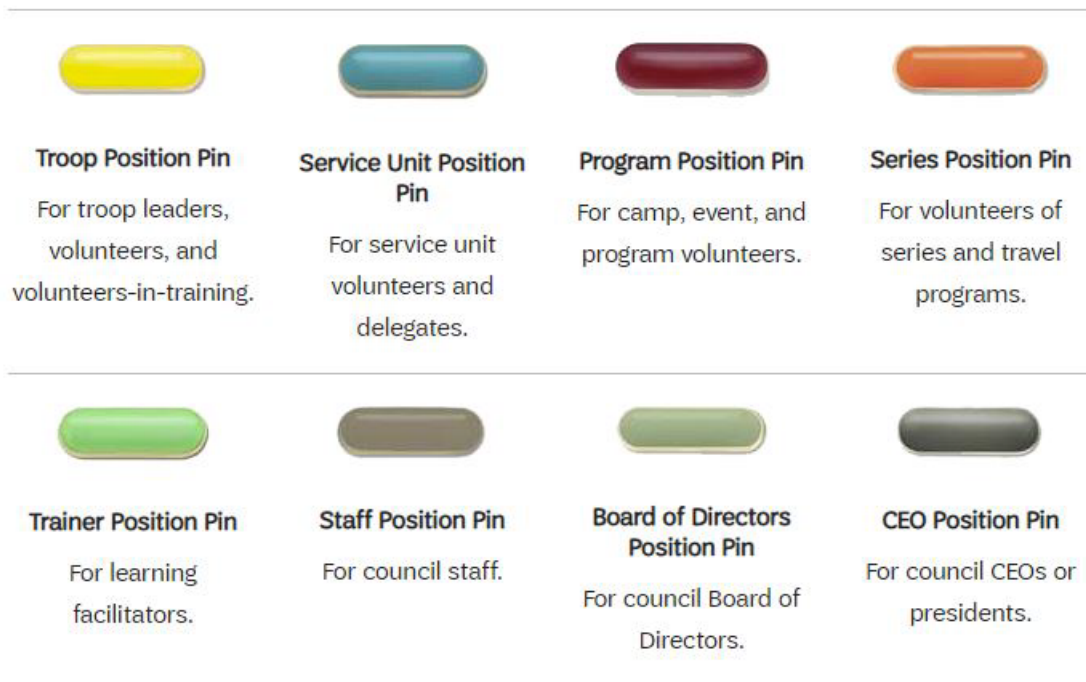 Troop Position Pin
For troop leaders,
volunteers, and
volunteers-in-training.
Service Unit Position
Pin
For service unit
volunteers and
delegates.
Program Position Pin
For camp, event, and
program volunteers.
Series Position Pin
For volunteers of
series and travel
programs.
Trainer Position Pin
For learning
facilitators.
Staff Position Pin
For council staff.
Board of Directors
Position Pin
For council Board of
Directors.
CEO Position Pin
For council CEOs or
presidents.